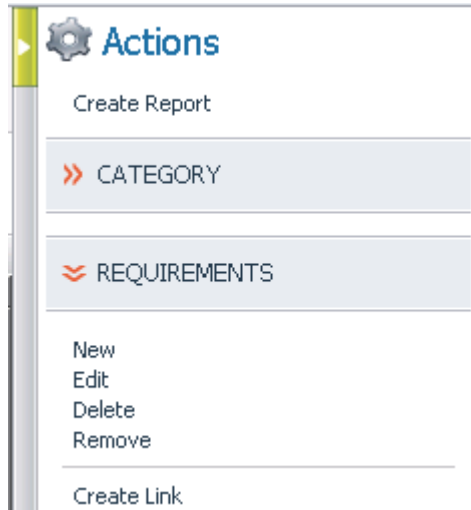 Actions
Create Report
CATEGORY
REQUIREMENTS
New
Edit
Delete
Remove
Create Link